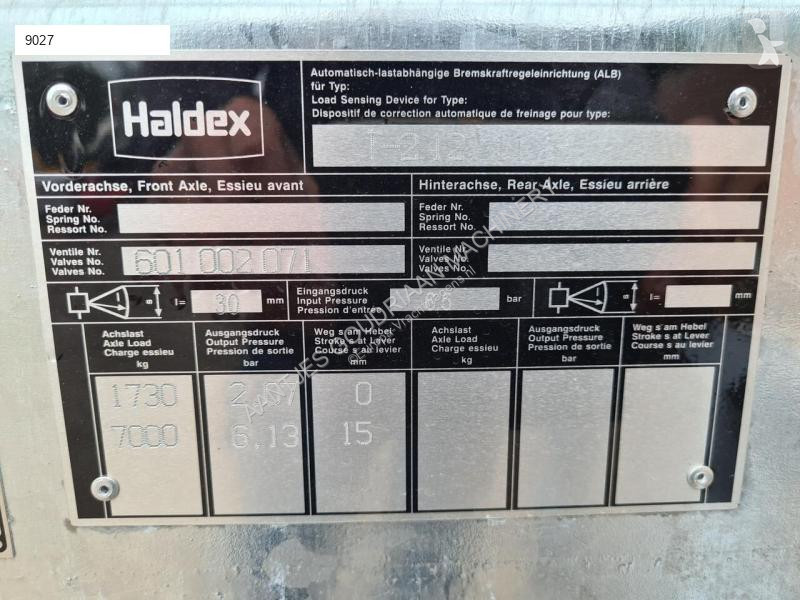 9027
Haldex
Automatisch-lastabhängige Bremskraftregeleinrichtung (ALB)
für Typ:
Load Sensing Device for Type:
Dispositif de correction automatique de freinage pour type:
Vorderachse, Front Axle, Essieu avant
Hinterachse, Rear Axle, Essieu arrière
Feder Nr.
Spring No.
Ressort No.
Feder Nr.
Spring No.
Ressort No.
Ventile Nr.
Valves No.
Valves No.
601 002 071
Ventile Nr.
Valves No.
Valves No.
s l= 30 mm
Eingangsdruck
Input Pressure
Pression d'entrée
bar
s l= mm
Achslast
Axle Load
Charge essieu
kg
Ausgangsdruck
Output Pressure
Pression de sortie
bar
Weg s am Hebel
Stroke s at Lever
Course s au levier
mm
Achslast
Axle Load
Charge essieu
kg
Ausgangsdruck
Output Pressure
Pression de sortie
bar
Weg s am Hebel
Stroke s at Lever
Course s au levier
mm
1730 2.07 0
7000 6.13 15